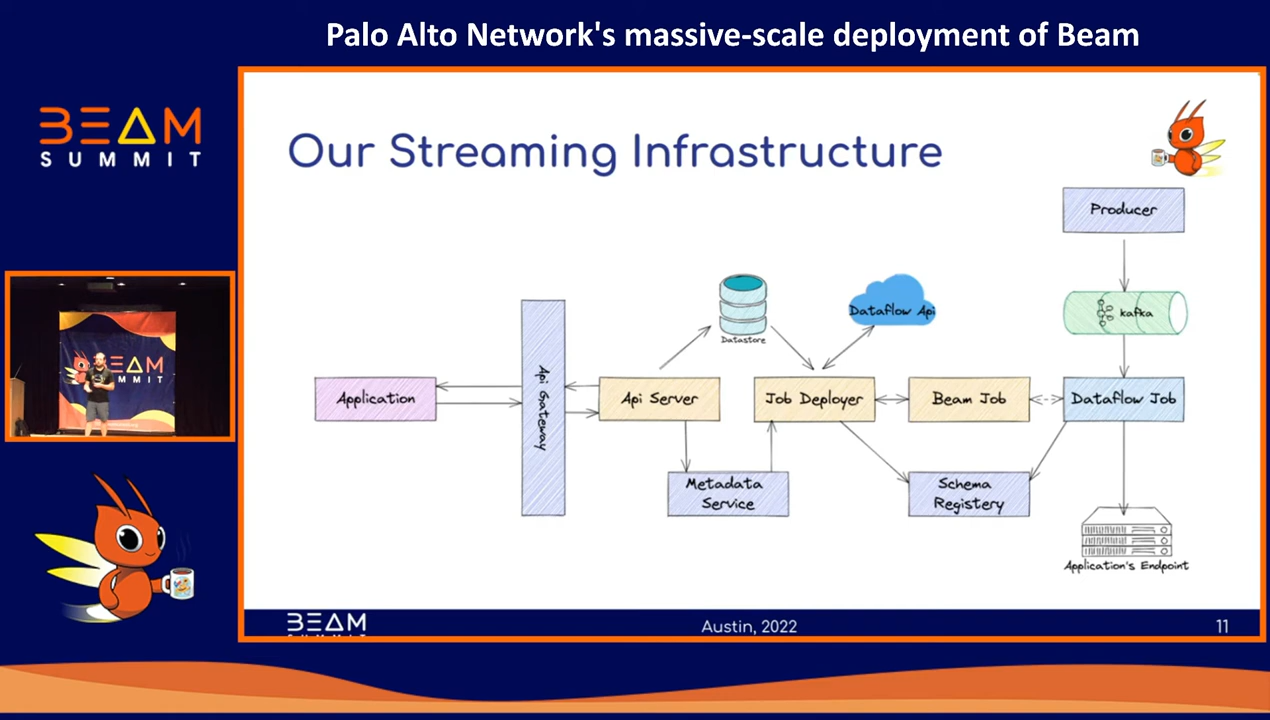 Palo Alto Network's massive-scale deployment of Beam
BEAM
SUMMIT
Our Streaming Infrastructure
Producer
kafka
Dataflow Api
Datastore
Application
Api Gateway
Api Server
Job Deployer
Beam Job
Dataflow Job
Metadata
Service
Schema
Registery
Application's Endpoint
BEAM
Austin, 2022
11
BEAM
MMIT